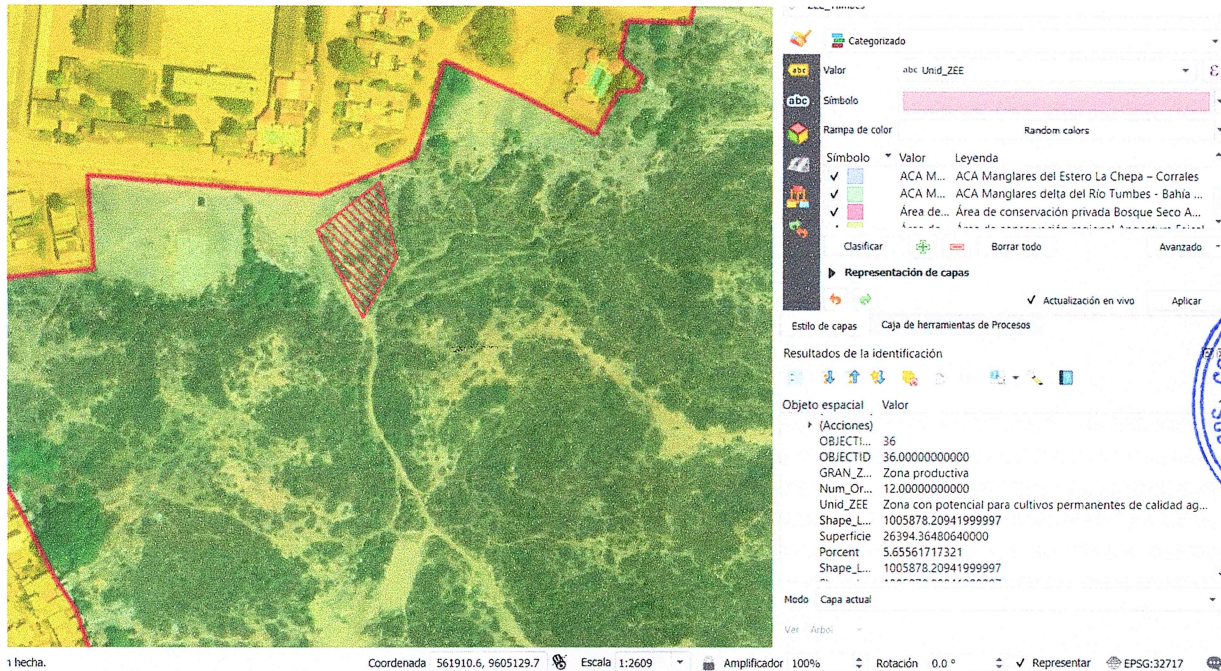 Categorizado
Valor abc Unid_ZEE
Símbolo
Rampa de color Random colors
Símbolo Valor Leyenda
ACA M... ACA Manglares del Estero La Chepa – Corrales
ACA M... ACA Manglares delta del Río Tumbes - Bahía ...
Área de... Área de conservación privada Bosque Seco A...
Clasificar Borrar todo Avanzado
Representación de capas
Actualización en vivo Aplicar
Estilo de capas Caja de herramientas de Procesos
Resultados de la identificación
Objeto espacial Valor
(Acciones)
OBJECTI... 36
OBJECTID 36.00000000000
GRAN_Z... Zona productiva
Num_Or... 12.00000000000
Unid_ZEE Zona con potencial para cultivos permanentes de calidad ag...
Shape_L... 1005878.20941999997
Superficie 26394.36480640000
Porcent 5.65561717321
Shape_L... 1005878.20941999997
Modo Capa actual
Ver Árbol
n hecha. Coordenada 561910.6, 9605129.7 Escala 1:2609 Amplificador 100% Rotación 0.0 ° Representar EPSG:32717